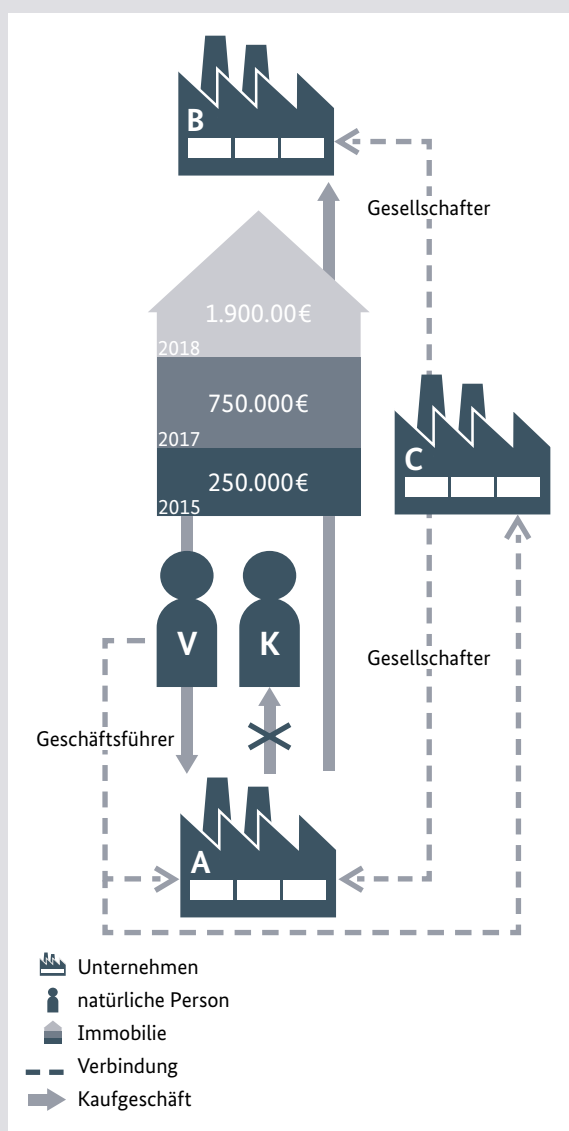 B
Gesellschafter
1.900.00€
2018
750.000€
2017
C
250.000€
2015
V K
Gesellschafter
Geschäftsführer
A
Unternehmen
natürliche Person
Immobilie
Verbindung
Kaufgeschäft